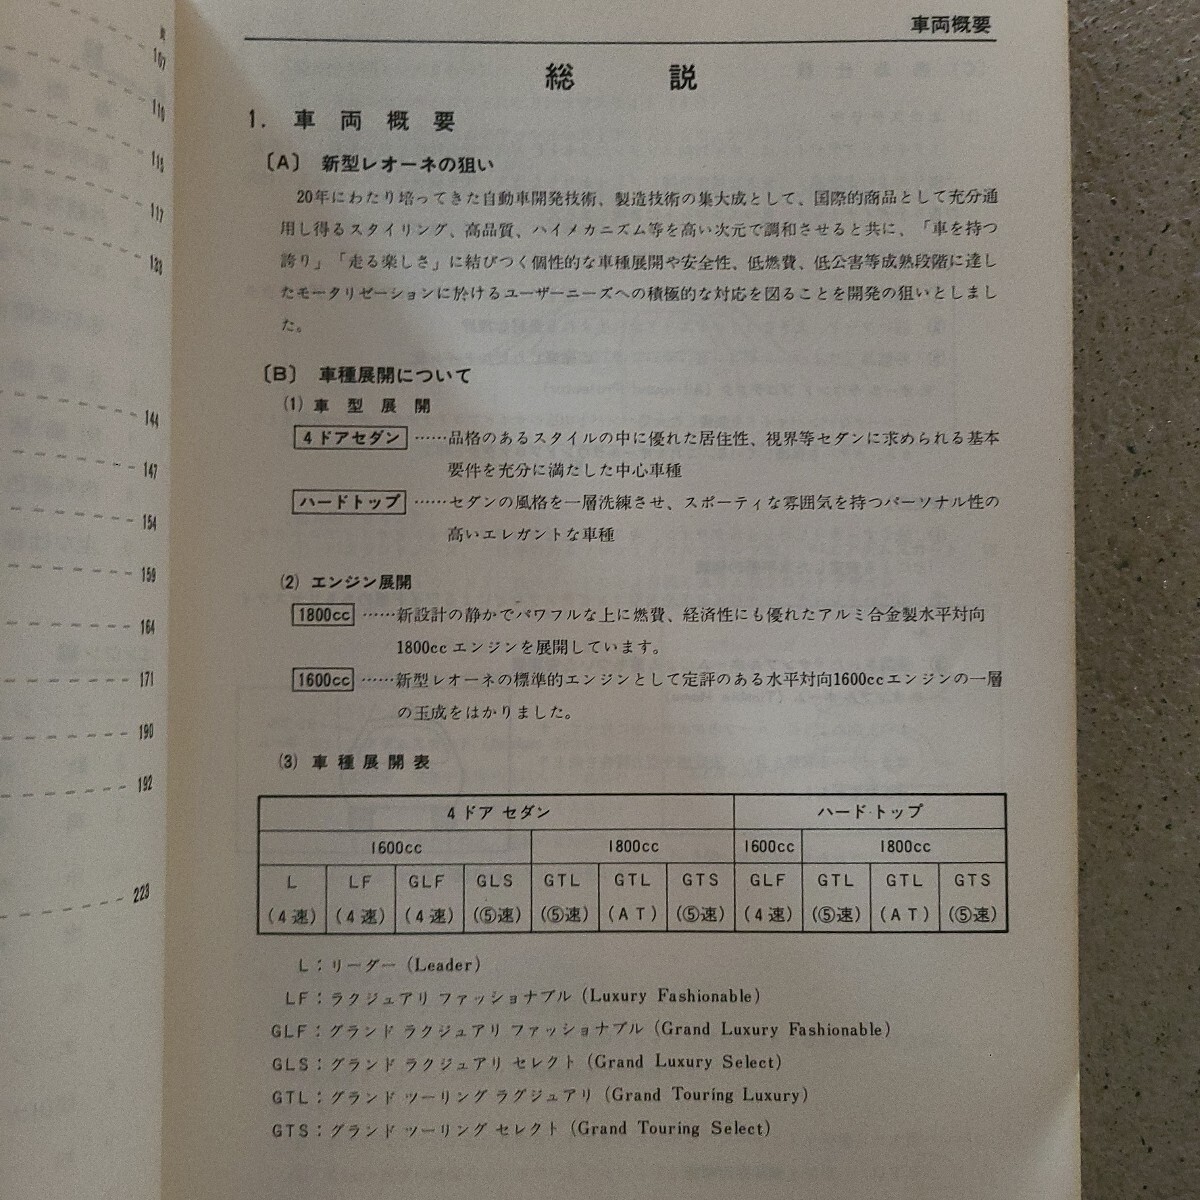 頁
107
110
115
117
133
144
147
154
159
164
171
190
192
223
車両概要
総 説
1. 車両概要
〔A〕 新型レオーネの狙い
20年にわたり培ってきた自動車開発技術、製造技術の集大成として、国際的商品として充分通
用し得るスタイリング、高品質、ハイメカニズム等を高い次元で調和させると共に、「車を持つ
誇り」「走る楽しさ」に結びつく個性的な車種展開や安全性、低燃費、低公害等成熟段階に達し
たモータリゼーションに於けるユーザーニーズへの積極的な対応を図ることを開発の狙いとしまし
た。
〔B〕 車種展開について
(1) 車型展開
4ドアセダン ……品格のあるスタイルの中に優れた居住性、視界等セダンに求められる基本
要件を充分に満たした中心車種
ハードトップ ……セダンの風格を一層洗練させ、スポーティな雰囲気を持つパーソナル性の
高いエレガントな車種
(2) エンジン展開
1800cc ……新設計の静かでパワフルな上に燃費、経済性にも優れたアルミ合金製水平対向
1800ccエンジンを展開しています。
1600cc ……新型レオーネの標準的エンジンとして定評のある水平対向1600ccエンジンの一層
の玉成をはかりました。
(3) 車種展開表
4ドアセダン ハードトップ
1600cc 1800cc 1600cc 1800cc
L LF GLF GLS GTL GTL GTS GLF GTL GTL GTS
(4速) (4速) (4速) (⑤速) (⑤速) (AT) (⑤速) (4速) (⑤速) (AT) (⑤速)
L：リーダー (Leader)
LF：ラクジュアリ ファッショナブル (Luxury Fashionable)
GLF：グランド ラクジュアリ ファッショナブル (Grand Luxury Fashionable)
GLS：グランド ラクジュアリ セレクト (Grand Luxury Select)
GTL：グランド ツーリング ラグジュアリ (Grand Touring Luxury)
GTS：グランド ツーリング セレクト (Grand Touring Select)